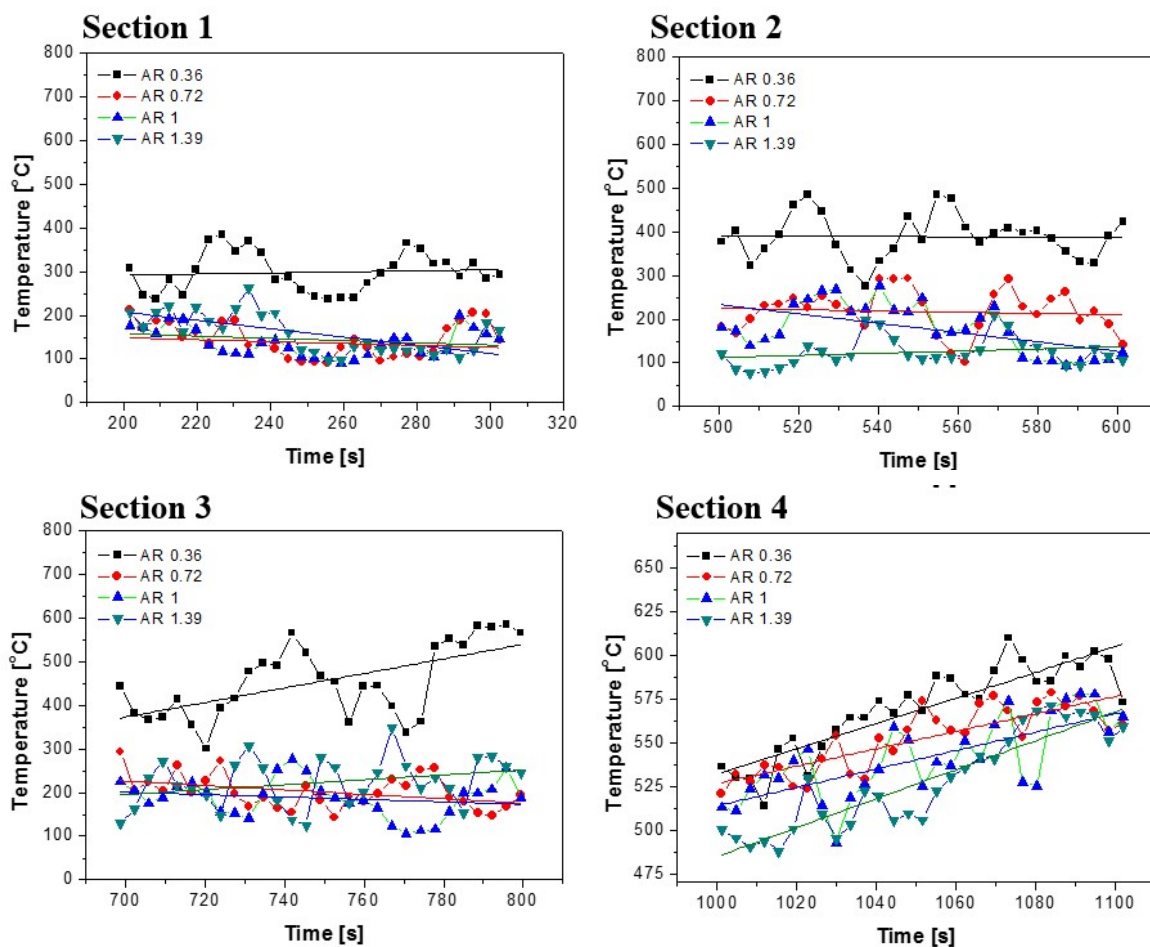 Section 1
800
700
600
500
400
300
200
100
0
AR 0.36
AR 0.72
AR 1
AR 1.39
Temperature [°C]
200 220 240 260 280 300 320
Time [s]
Section 2
800
700
600
500
400
300
200
100
0
AR 0.36
AR 0.72
AR 1
AR 1.39
Temperature [°C]
500 520 540 560 580 600
Time [s]
Section 3
800
700
600
500
400
300
200
100
0
AR 0.36
AR 0.72
AR 1
AR 1.39
Temperature [°C]
700 720 740 760 780 800
Time [s]
Section 4
650
625
600
575
550
525
500
475
AR 0.36
AR 0.72
AR 1
AR 1.39
Temperature [°C]
1000 1020 1040 1060 1080 1100
Time [s]